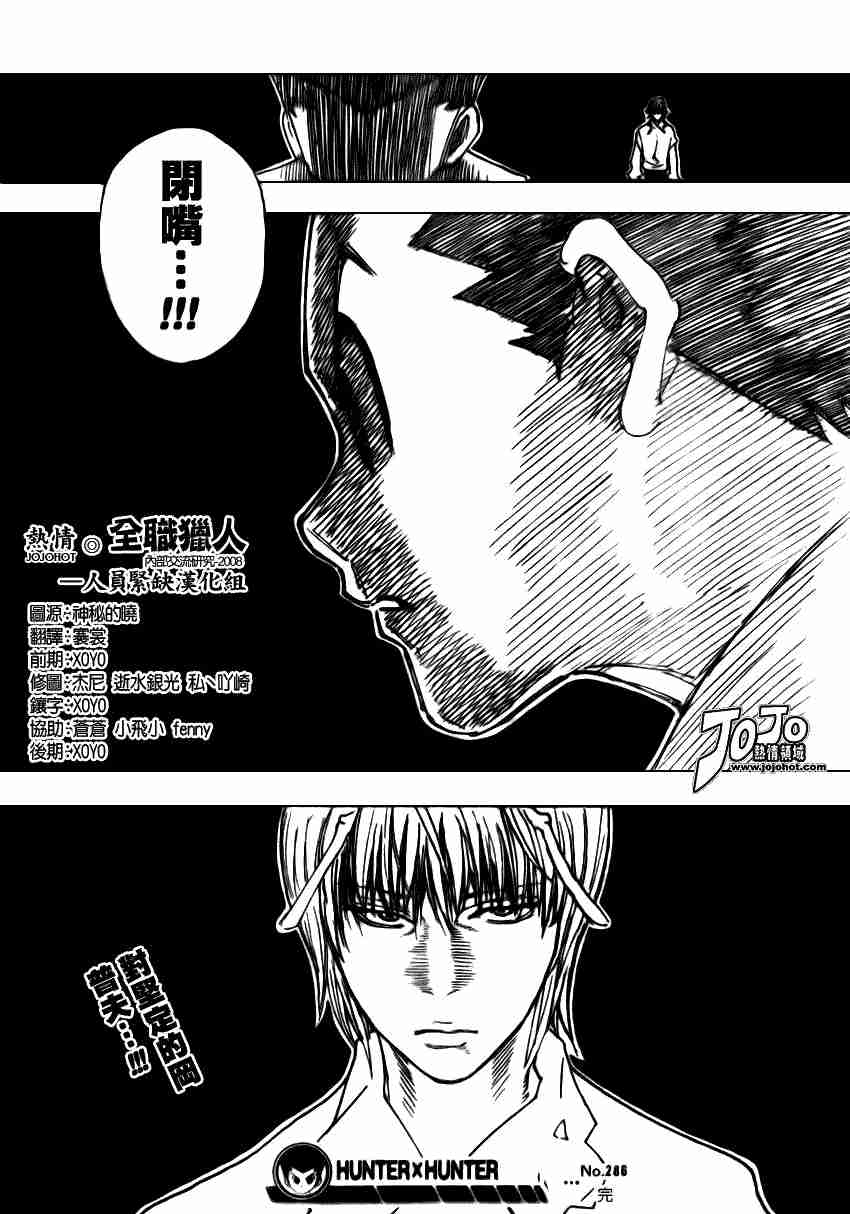 閉嘴…!!!
熱情
JOJOHOT
◎全職獵人
內部交流研究-2008
一人員緊缺漢化組
圖源:神秘的曉
翻譯:褰裳
前期:XOYO
修圖:杰尼 逝水銀光 私丶吖崎
鑲字:XOYO
協助:蒼蒼 小飛小 fenny
後期:XOYO
JOJO
熱情領域
www.jojohot.com
對堅定的岡
普夫…!!!
HUNTER×HUNTER
No.286
…／完